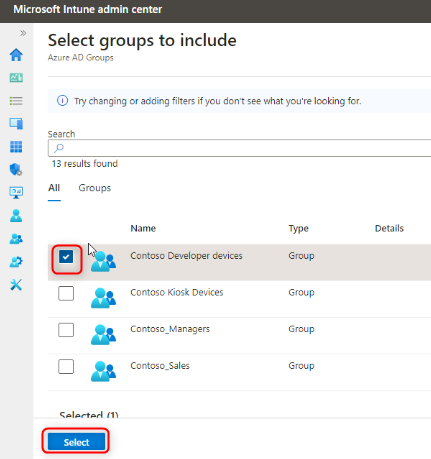 Microsoft Intune admin center
Select groups to include
Azure AD Groups
Try changing or adding filters if you don't see what you're looking for.
Search
13 results found
All Groups
Name Type Details
Contoso Developer devices Group
Contoso Kiosk Devices Group
Contoso_Managers Group
Contoso_Sales Group
Selected (1)
Select